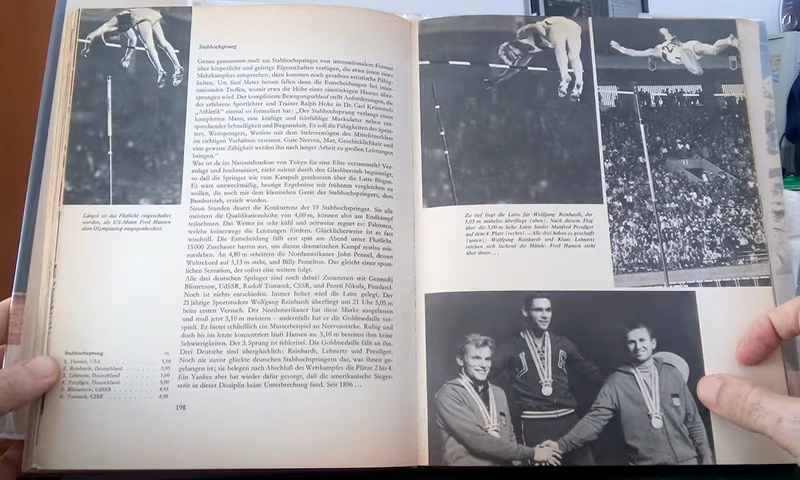 Längst ist das Flutlicht eingeschaltet
worden, als US-Mann Fred Hansen
dem Olympiasieg entgegenhechtet.
Stabhochsprung m
1. Hansen, USA 5,10
2. Reinhardt, Deutschland 5,05
3. Lehnertz, Deutschland 5,00
4. Preußger, Deutschland 5,00
5. Bliznetzow, UdSSR 4,95
6. Tomasek, CSSR 4,90
Stabhochsprung
Genau genommen muß ein Stabhochspringer von internationalem Format
über körperliche und geistige Eigenschaften verfügen, die etwa jenen eines
Mehrkämpfers entsprechen; dazu kommen noch geradezu artistische Fähig-
keiten. Um fünf Meter herum fallen dann die Entscheidungen bei inter-
nationalen Treffen, womit etwa die Höhe eines einstöckigen Hauses über-
sprungen wird. Der komplizierte Bewegungsablauf stellt Anforderungen, die
der erfahrene Sportlehrer und Trainer Ralph Hoke in Dr. Carl Krümmels
„Athletik" einmal so formuliert hat: „Der Stabhochsprung verlangt einen
kompletten Mann, eine kräftige und feinfühlige Muskulatur neben ent-
sprechender Schnelligkeit und Biegsamkeit. Er soll die Fähigkeiten des Sprin-
ters, Weitspringers, Werfers mit dem Stehvermögen des Mittelstrecklers
im richtigen Verhältnis vereinen. Gute Nerven, Mut, Geschicklichkeit und
eine gewisse Zähigkeit werden ihn nach langer Arbeit zu großen Leistungen
bringen."
Was ist da im Nationalstadion von Tokyo für eine Elite versammelt! Ver-
anlagt und hochtrainiert, nicht zuletzt durch den Glasfiberstab begünstigt,
so daß die Springer wie vom Katapult geschossen über die Latte fliegen.
Es wäre unzweckmäßig, heutige Ergebnisse mit früheren vergleichen zu
wollen, die noch mit dem klassischen Gerät des Stabhochspringers, dem
Bambusstab, erzielt wurden.
Neun Stunden dauert die Konkurrenz der 19 Springer. Sie alle
meistern die Qualifikationshöhe von 4,60 m, können also am Endkampf
teilnehmen. Das Wetter ist sehr kühl und zeitweise regnet es: Faktoren,
welche keineswegs die Leistungen fördern. Glücklicherweise ist es fast
windstill. Die Entscheidung fällt erst spät am Abend unter Flutlicht.
15000 Zuschauer harren aus, um diesen dramatischen Kampf restlos mit-
zuerleben. An 4,80 m scheitern die Nordamerikaner John Pennel, dessen
Weltrekord auf 5,13 m steht, und Billy Pemelton. Das gleicht einer sport-
lichen Sensation, der sofort eine weitere folgt.
Alle drei deutschen Springer sind noch dabei! Zusammen mit Gennadij
Blisnetzow, UdSSR, Rudolf Tomasek, CSSR, und Pentti Nikula, Finnland.
Noch ist nichts entschieden. Immer höher wird die Latte gelegt. Der
21jährige Sportstudent Wolfgang Reinhardt überfliegt um 21 Uhr 5,05 m
beim ersten Versuch. Der Nordamerikaner hat diese Marke ausgelassen
und muß jetzt 5,10 m meistern – andernfalls hat er die Goldmedaille ver-
spielt. Er bietet schließlich ein Musterbeispiel an Nervenstärke. Ruhig und
doch bis ins letzte konzentriert läuft Hansen an. 5,10 m bereiten ihm keine
Schwierigkeiten. Der 3. Sprung ist fehlerfrei. Die Goldmedaille fällt an ihn.
Drei Deutsche sind überglücklich: Reinhardt, Lehnertz und Preußger.
Noch nie zuvor glückte deutschen Stabhochspringern das, was ihnen ge-
gelungen ist; sie belegen nach Abschluß des Wettkampfes die Plätze 2 bis 4.
Ein Yankee aber hat wieder dafür gesorgt, daß die amerikanische Sieges-
serie in dieser Disziplin keine Unterbrechung fand. Seit 1896 ...
198
Zu tief liegt die Latte für Wolfgang Reinhardt, der
5,05 m mühelos überfliegt (oben). Nach diesem Flug
über die 5,00 m hohe Latte landet Manfred Preußger
auf dem 4. Platz (rechts). – Alle drei haben es geschafft
(unten): Wolfgang Reinhardt und Klaus Lehnertz
reichen sich lachend die Hände. Fred Hansen steht
über ihnen ...